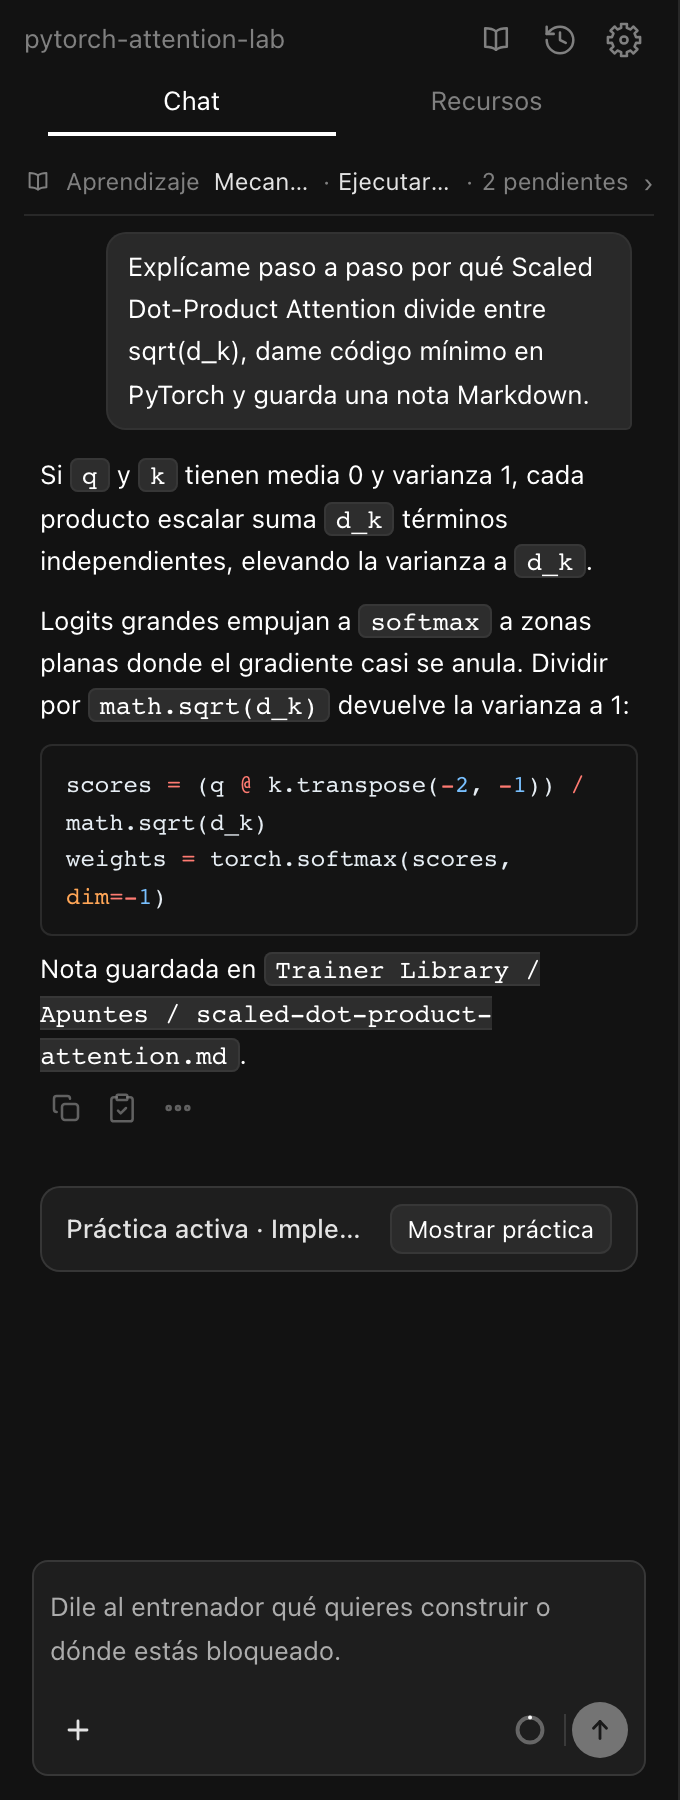 pytorch-attention-lab
Chat
Recursos
Aprendizaje Mecan... · Ejecutar... · 2 pendientes ›
Explícame paso a paso por qué Scaled
Dot-Product Attention divide entre
sqrt(d_k), dame código mínimo en
PyTorch y guarda una nota Markdown.
Si q y k tienen media 0 y varianza 1, cada
producto escalar suma d_k términos
independientes, elevando la varianza a d_k.
Logits grandes empujan a softmax a zonas
planas donde el gradiente casi se anula. Dividir
por math.sqrt(d_k) devuelve la varianza a 1:
scores = (q @ k.transpose(-2, -1)) /
math.sqrt(d_k)
weights = torch.softmax(scores,
dim=-1)
Nota guardada en Trainer Library /
Apuntes / scaled-dot-product-
attention.md.
Práctica activa · Imple...
Mostrar práctica
Dile al entrenador qué quieres construir o
dónde estás bloqueado.